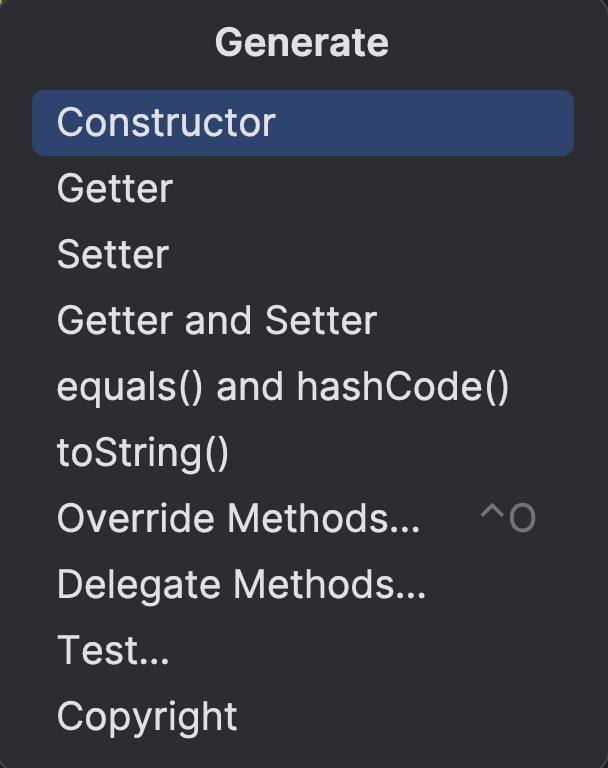 Generate
Constructor
Getter
Setter
Getter and Setter
equals() and hashCode()
toString()
Override Methods... ^O
Delegate Methods...
Test...
Copyright